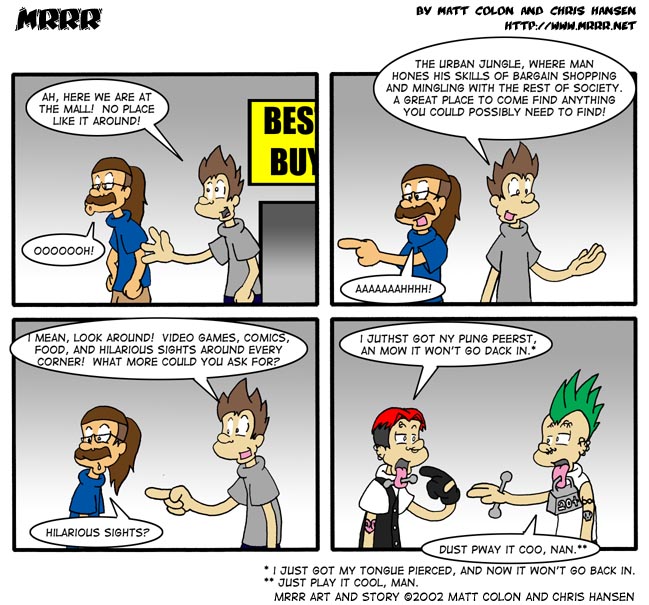 MRRR
BY MATT COLON AND CHRIS HANSEN
HTTP://WWW.MRRR.NET
AH, HERE WE ARE AT
THE MALL! NO PLACE
LIKE IT AROUND!
BES
BUY
OOOOOOH!
THE URBAN JUNGLE, WHERE MAN
HONES HIS SKILLS OF BARGAIN SHOPPING
AND MINGLING WITH THE REST OF SOCIETY.
A GREAT PLACE TO COME FIND ANYTHING
YOU COULD POSSIBLY NEED TO FIND!
AAAAAAAHHHH!
I MEAN, LOOK AROUND! VIDEO GAMES, COMICS,
FOOD, AND HILARIOUS SIGHTS AROUND EVERY
CORNER! WHAT MORE COULD YOU ASK FOR?
HILARIOUS SIGHTS?
I JUTHST GOT NY PUNG PEERST,
AN MOW IT WON'T GO DACK IN.*
DUST PWAY IT COO, NAN.**
* I JUST GOT MY TONGUE PIERCED, AND NOW IT WON'T GO BACK IN.
** JUST PLAY IT COOL, MAN.
MRRR ART AND STORY ©2002 MATT COLON AND CHRIS HANSEN